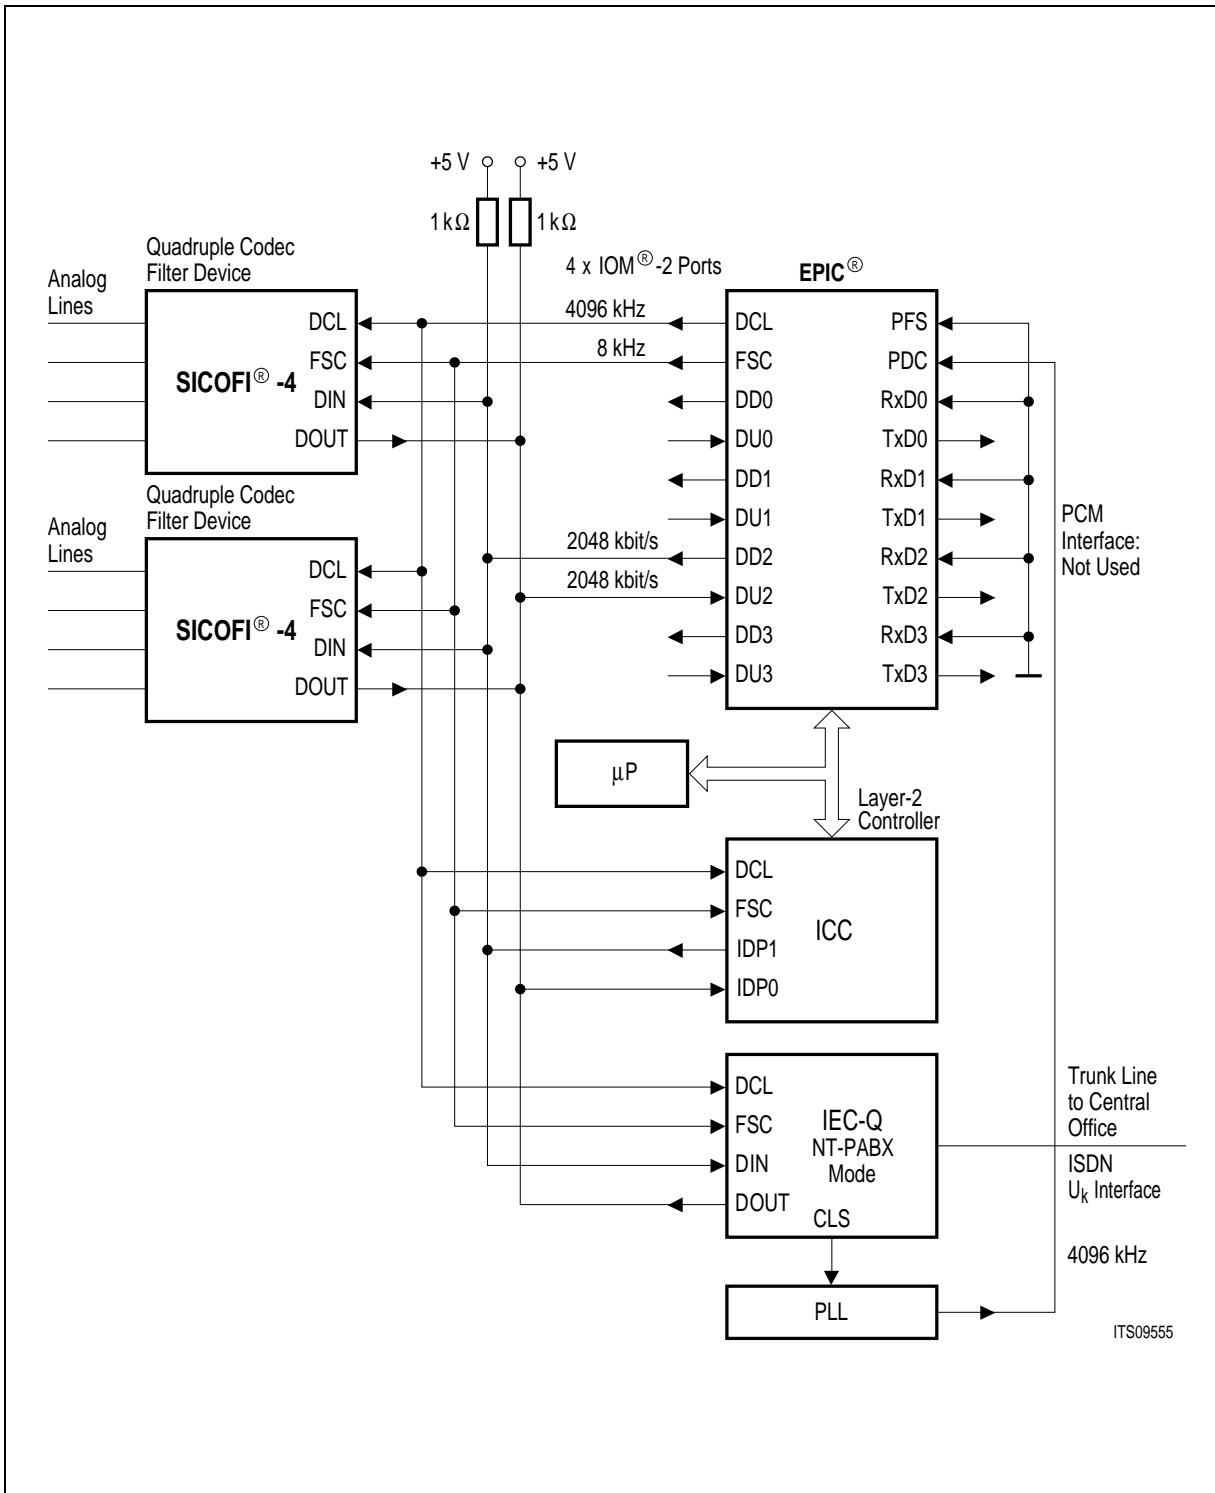 +5 V
+5 V
1 kΩ
1 kΩ
Quadruple Codec
Filter Device
Analog
Lines
SICOFI® -4
DCL
FSC
DIN
DOUT
Quadruple Codec
Filter Device
Analog
Lines
SICOFI® -4
DCL
FSC
DIN
DOUT
4 x IOM®-2 Ports
4096 kHz
8 kHz
2048 kbit/s
2048 kbit/s
EPIC®
DCL
FSC
DD0
DU0
DD1
DU1
DD2
DU2
DD3
DU3
PFS
PDC
RxD0
TxD0
RxD1
TxD1
RxD2
TxD2
RxD3
TxD3
PCM
Interface:
Not Used
μP
Layer-2
Controller
DCL
FSC
IDP1
IDP0
ICC
DCL
FSC
DIN
DOUT
IEC-Q
NT-PABX
Mode
CLS
Trunk Line
to Central
Office
ISDN
Uk Interface
4096 kHz
PLL
ITS09555